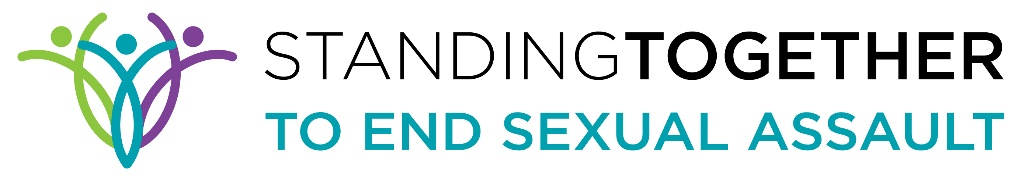 STANDINGTOGETHER
TO END SEXUAL ASSAULT